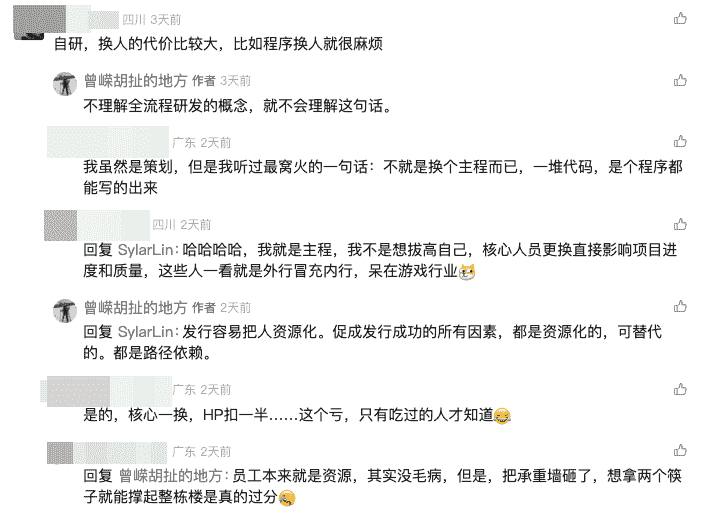 四川 3天前
自研，换人的代价比较大，比如程序换人就很麻烦
曾嵘胡扯的地方 作者 3天前
不理解全流程研发的概念，就不会理解这句话。
广东 2天前
我虽然是策划，但是我听过最窝火的一句话：不就是换个主程而已，一堆代码，是个程序都
能写的出来
四川 2天前
回复 SylarLin：哈哈哈哈，我就是主程，我不是想拔高自己，核心人员更换直接影响项目进
度和质量，这些人一看就是外行冒充内行，呆在游戏行业
曾嵘胡扯的地方 作者 2天前
回复 SylarLin：发行容易把人资源化。促成发行成功的所有因素，都是资源化的，可替代
的。都是路径依赖。
广东 2天前
是的，核心一换，HP扣一半……这个亏，只有吃过的人才知道😂
广东 2天前
回复 曾嵘胡扯的地方：员工本来就是资源，其实没毛病，但是，把承重墙砸了，想拿两个筷
子就能撑起整栋楼是真的过分